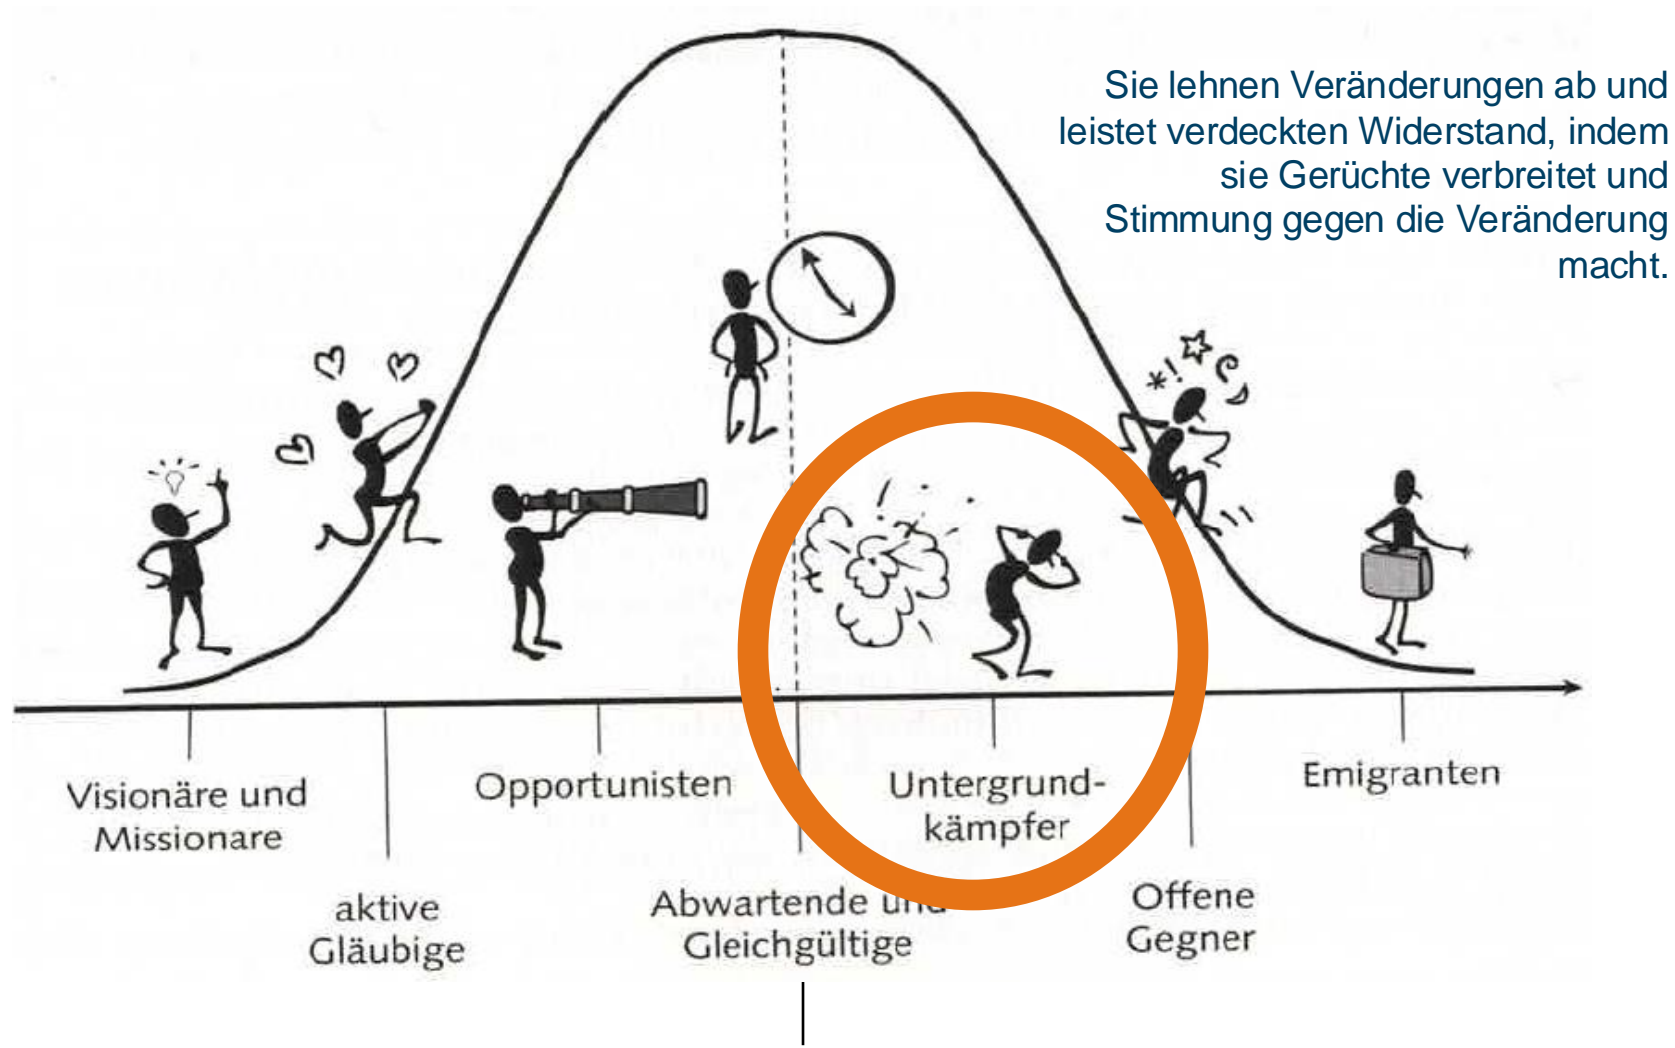 Sie lehnen Veränderungen ab und
leistet verdeckten Widerstand, indem
sie Gerüchte verbreitet und
Stimmung gegen die Veränderung
macht.
Visionäre und
Missionare
aktive
Gläubige
Opportunisten
Abwartende und
Gleichgültige
Untergrund-
kämpfer
Offene
Gegner
Emigranten